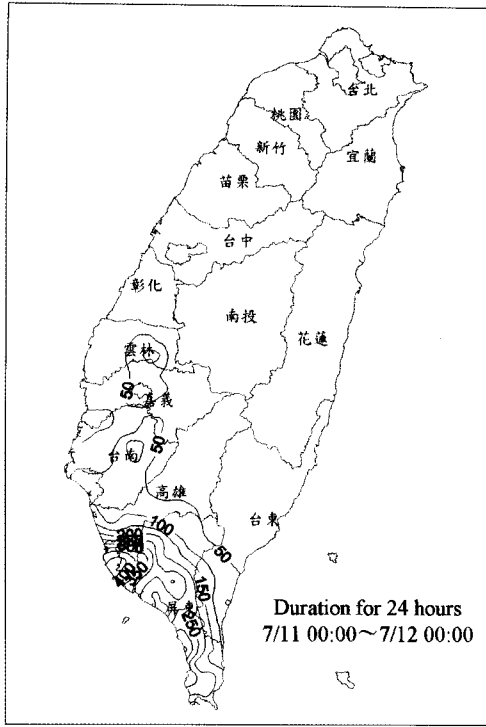 台北
桃園
新竹
宜蘭
苗栗
台中
彰化
南投
花蓮
雲林
50
嘉義
50
台南
高雄
台東
100
50
150
400
屏東
250
Duration for 24 hours
7/11 00:00～7/12 00:00